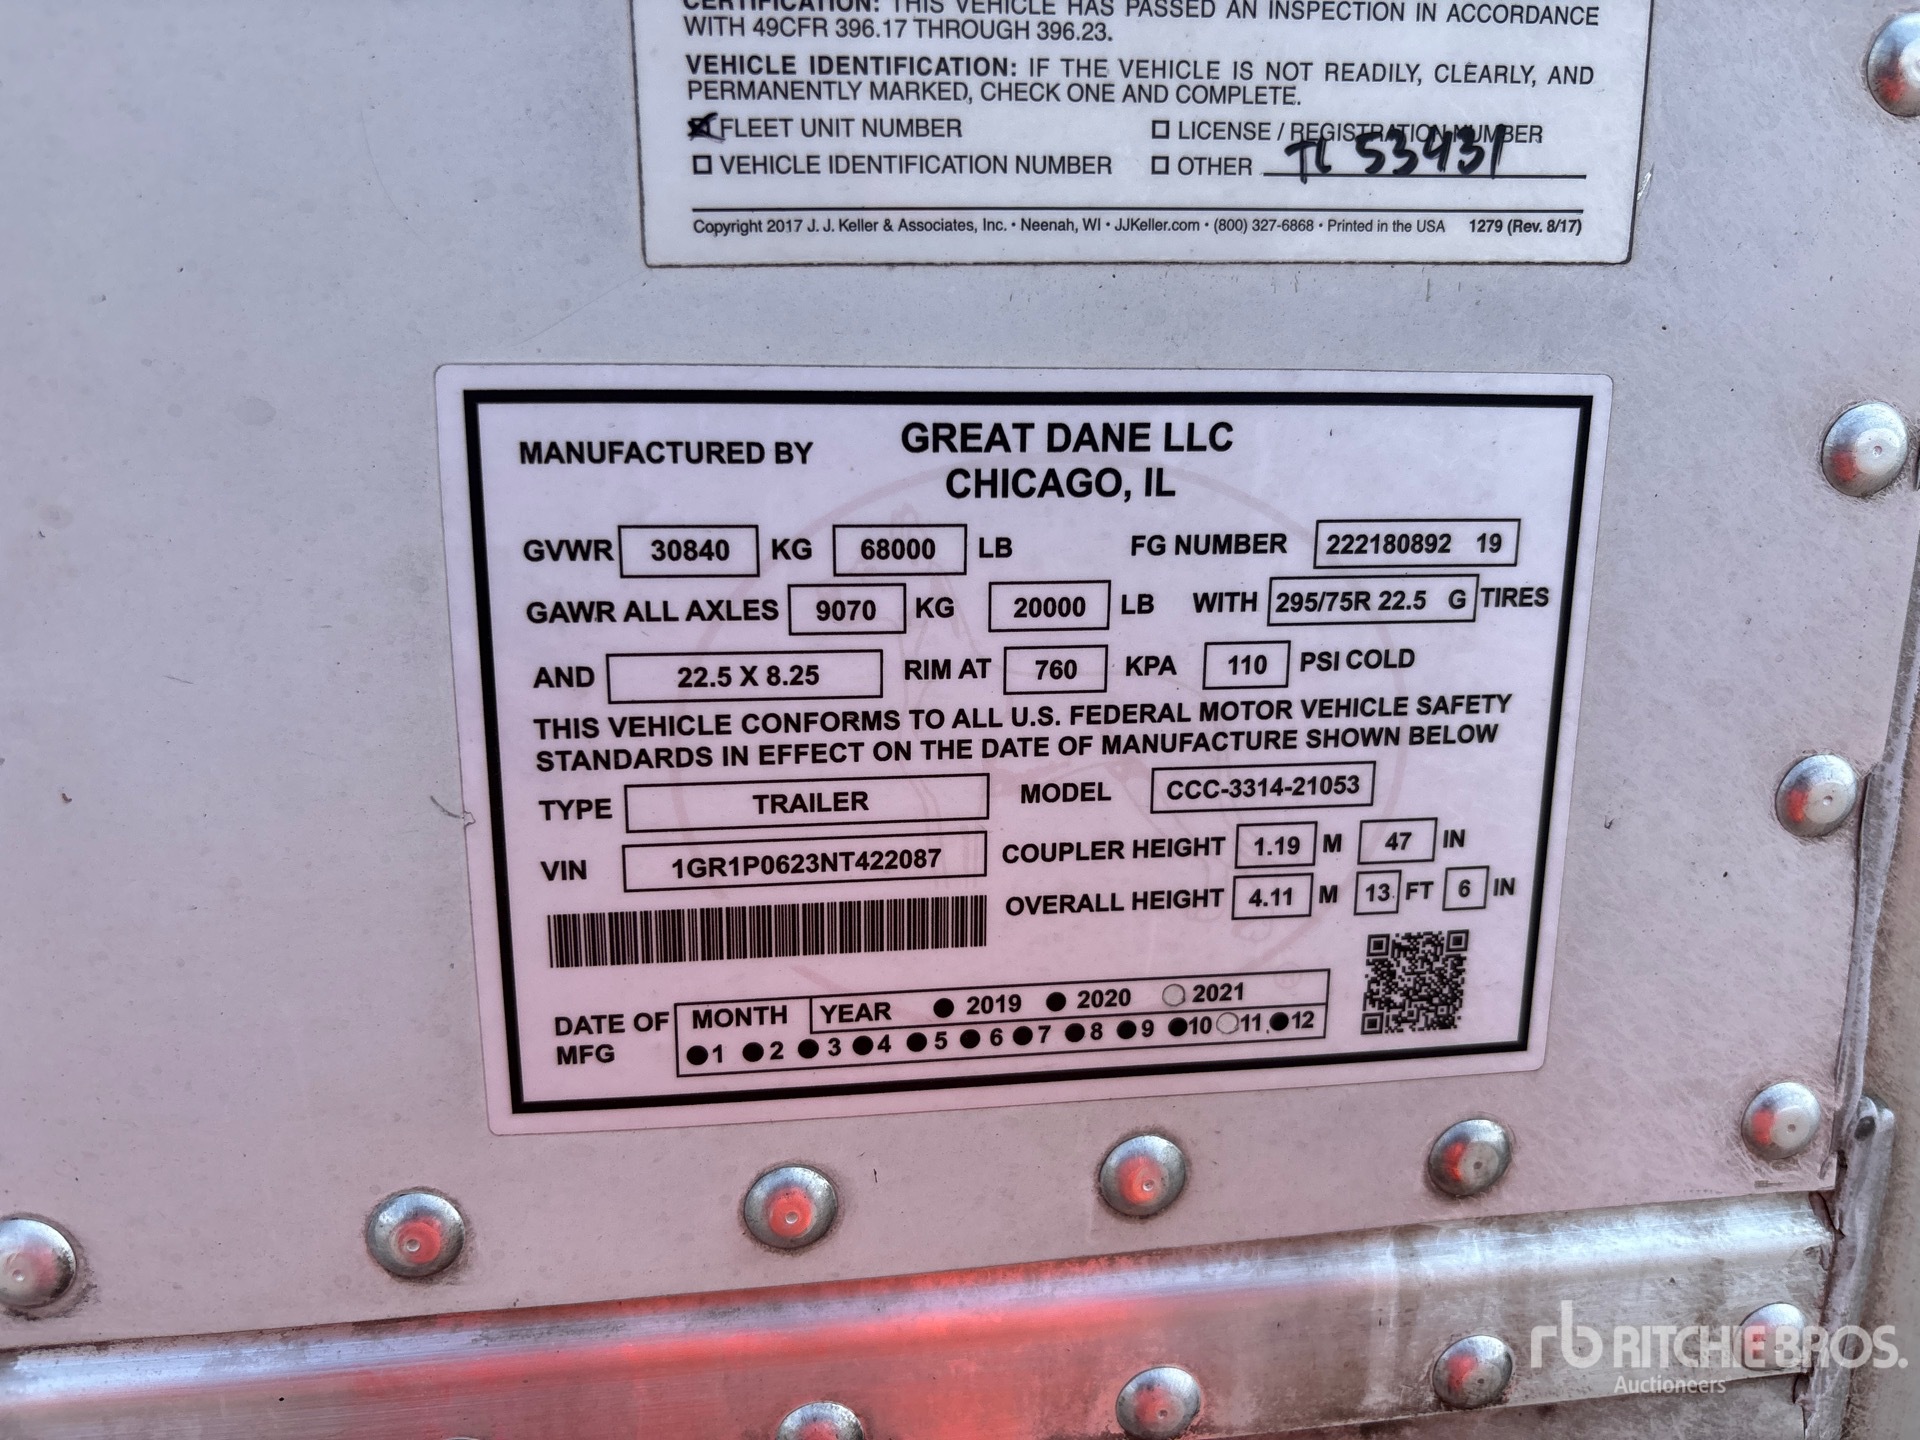 CERTIFICATION: THIS VEHICLE HAS PASSED AN INSPECTION IN ACCORDANCE
WITH 49CFR 396.17 THROUGH 396.23.
VEHICLE IDENTIFICATION: IF THE VEHICLE IS NOT READILY, CLEARLY, AND
PERMANENTLY MARKED, CHECK ONE AND COMPLETE.
FLEET UNIT NUMBER LICENSE / REGISTRATION NUMBER
VEHICLE IDENTIFICATION NUMBER OTHER TL 53431
Copyright 2017 J. J. Keller & Associates, Inc. • Neenah, WI • JJKeller.com • (800) 327-6868 • Printed in the USA 1279 (Rev. 8/17)
MANUFACTURED BY GREAT DANE LLC
CHICAGO, IL
GVWR 30840 KG 68000 LB FG NUMBER 222180892 19
GAWR ALL AXLES 9070 KG 20000 LB WITH 295/75R 22.5 G TIRES
AND 22.5 X 8.25 RIM AT 760 KPA 110 PSI COLD
THIS VEHICLE CONFORMS TO ALL U.S. FEDERAL MOTOR VEHICLE SAFETY
STANDARDS IN EFFECT ON THE DATE OF MANUFACTURE SHOWN BELOW
TYPE TRAILER MODEL CCC-3314-21053
VIN 1GR1P0623NT422087 COUPLER HEIGHT 1.19 M 47 IN
OVERALL HEIGHT 4.11 M 13 FT 6 IN
DATE OF MFG MONTH YEAR 2019 2020 2021
1 2 3 4 5 6 7 8 9 10 11 12
rb RITCHIE BROS.
Auctioneers